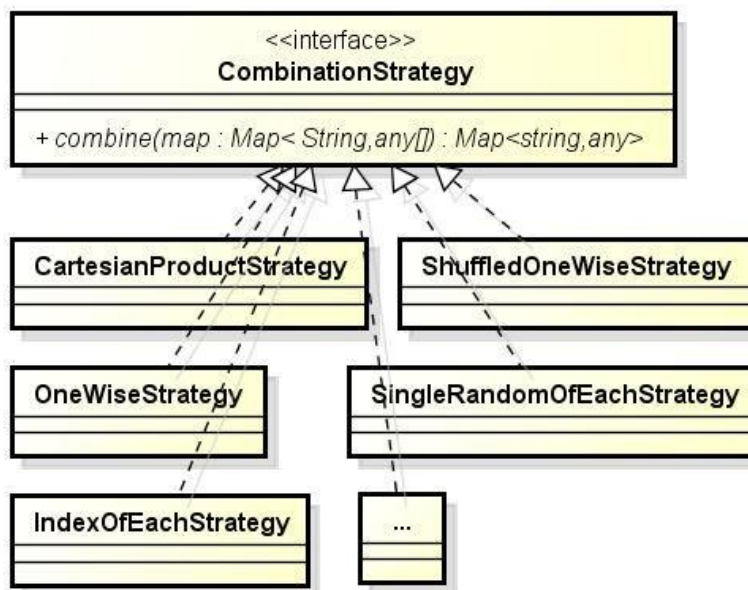 <<interface>>
CombinationStrategy
+ combine(map : Map< String,any[]) : Map<string,any>
CartesianProductStrategy
ShuffledOneWiseStrategy
OneWiseStrategy
SingleRandomOfEachStrategy
IndexOfEachStrategy
...